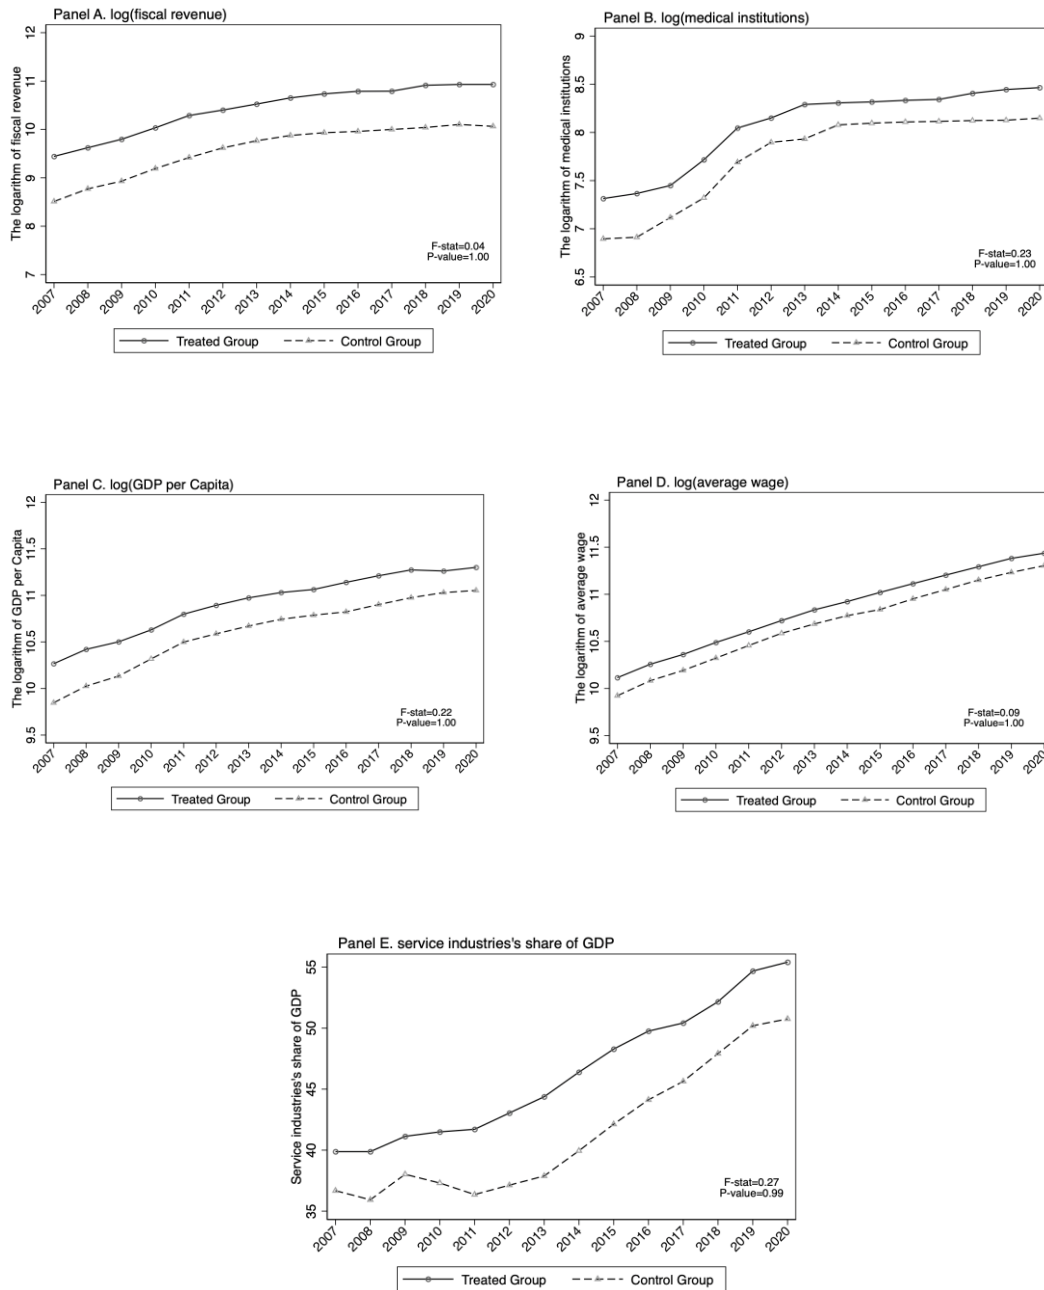 Panel A. log(fiscal revenue)
The logarithm of fiscal revenue
12
11
10
9
8
7
F-stat=0.04
P-value=1.00
2007 2008 2009 2010 2011 2012 2013 2014 2015 2016 2017 2018 2019 2020
Treated Group Control Group
Panel B. log(medical institutions)
The logarithm of medical institutions
9
8.5
8
7.5
7
6.5
F-stat=0.23
P-value=1.00
2007 2008 2009 2010 2011 2012 2013 2014 2015 2016 2017 2018 2019 2020
Treated Group Control Group
Panel C. log(GDP per Capita)
The logarithm of GDP per Capita
12
11.5
11
10.5
10
9.5
F-stat=0.22
P-value=1.00
2007 2008 2009 2010 2011 2012 2013 2014 2015 2016 2017 2018 2019 2020
Treated Group Control Group
Panel D. log(average wage)
The logarithm of average wage
12
11.5
11
10.5
10
9.5
F-stat=0.09
P-value=1.00
2007 2008 2009 2010 2011 2012 2013 2014 2015 2016 2017 2018 2019 2020
Treated Group Control Group
Panel E. service industries's share of GDP
Service industries's share of GDP
55
50
45
40
35
F-stat=0.27
P-value=0.99
2007 2008 2009 2010 2011 2012 2013 2014 2015 2016 2017 2018 2019 2020
Treated Group Control Group